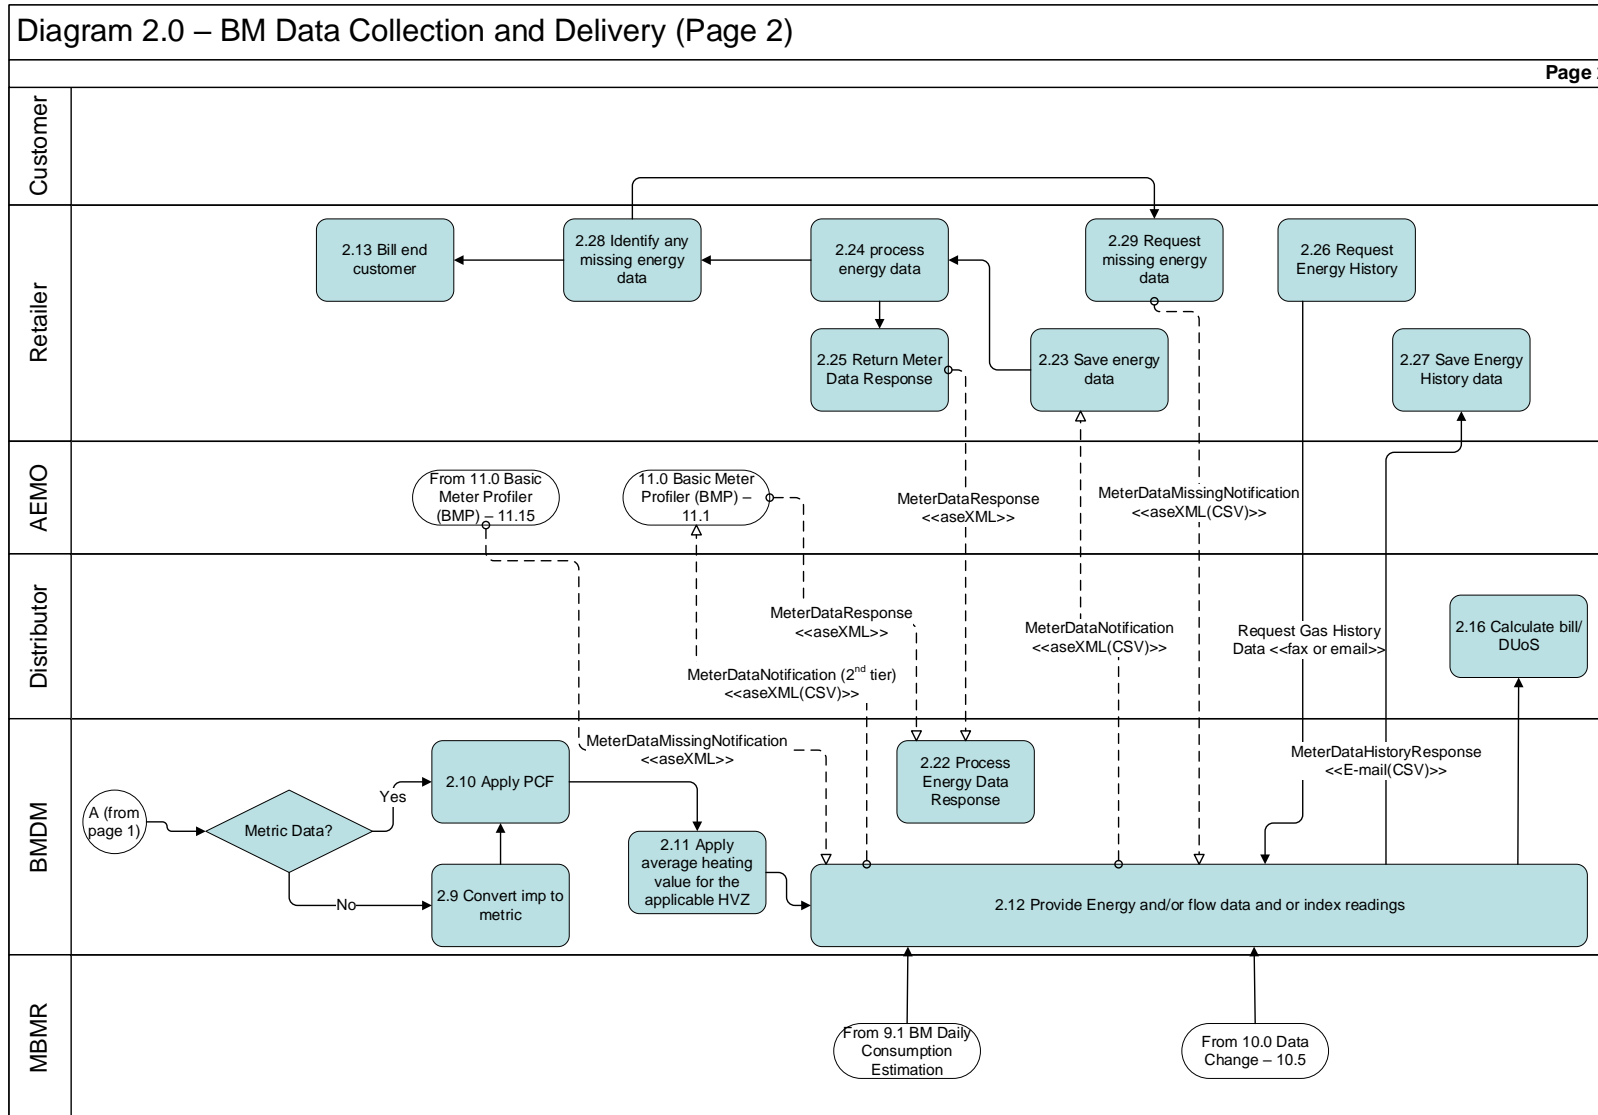 Diagram 2.0 – BM Data Collection and Delivery (Page 2)
Page
Customer
Retailer
2.13 Bill end
customer
2.28 Identify any
missing energy
data
2.24 process
energy data
2.29 Request
missing energy
data
2.26 Request
Energy History
2.25 Return Meter
Data Response
2.23 Save energy
data
2.27 Save Energy
History data
AEMO
From 11.0 Basic
Meter Profiler
(BMP) – 11.15
11.0 Basic Meter
Profiler (BMP) –
11.1
MeterDataResponse
<<aseXML>>
MeterDataMissingNotification
<<aseXML(CSV)>>
Distributor
MeterDataResponse
<<aseXML>>
MeterDataNotification
<<aseXML(CSV)>>
Request Gas History
Data <<fax or email>>
2.16 Calculate bill/
DUoS
MeterDataNotification (2nd tier)
<<aseXML(CSV)>>
BMDM
MeterDataMissingNotification
<<aseXML>>
MeterDataHistoryResponse
<<E-mail(CSV)>>
A (from
page 1)
Metric Data?
Yes
No
2.10 Apply PCF
2.9 Convert imp to
metric
2.11 Apply
average heating
value for the
applicable HVZ
2.22 Process
Energy Data
Response
2.12 Provide Energy and/or flow data and or index readings
MBMR
From 9.1 BM Daily
Consumption
Estimation
From 10.0 Data
Change – 10.5